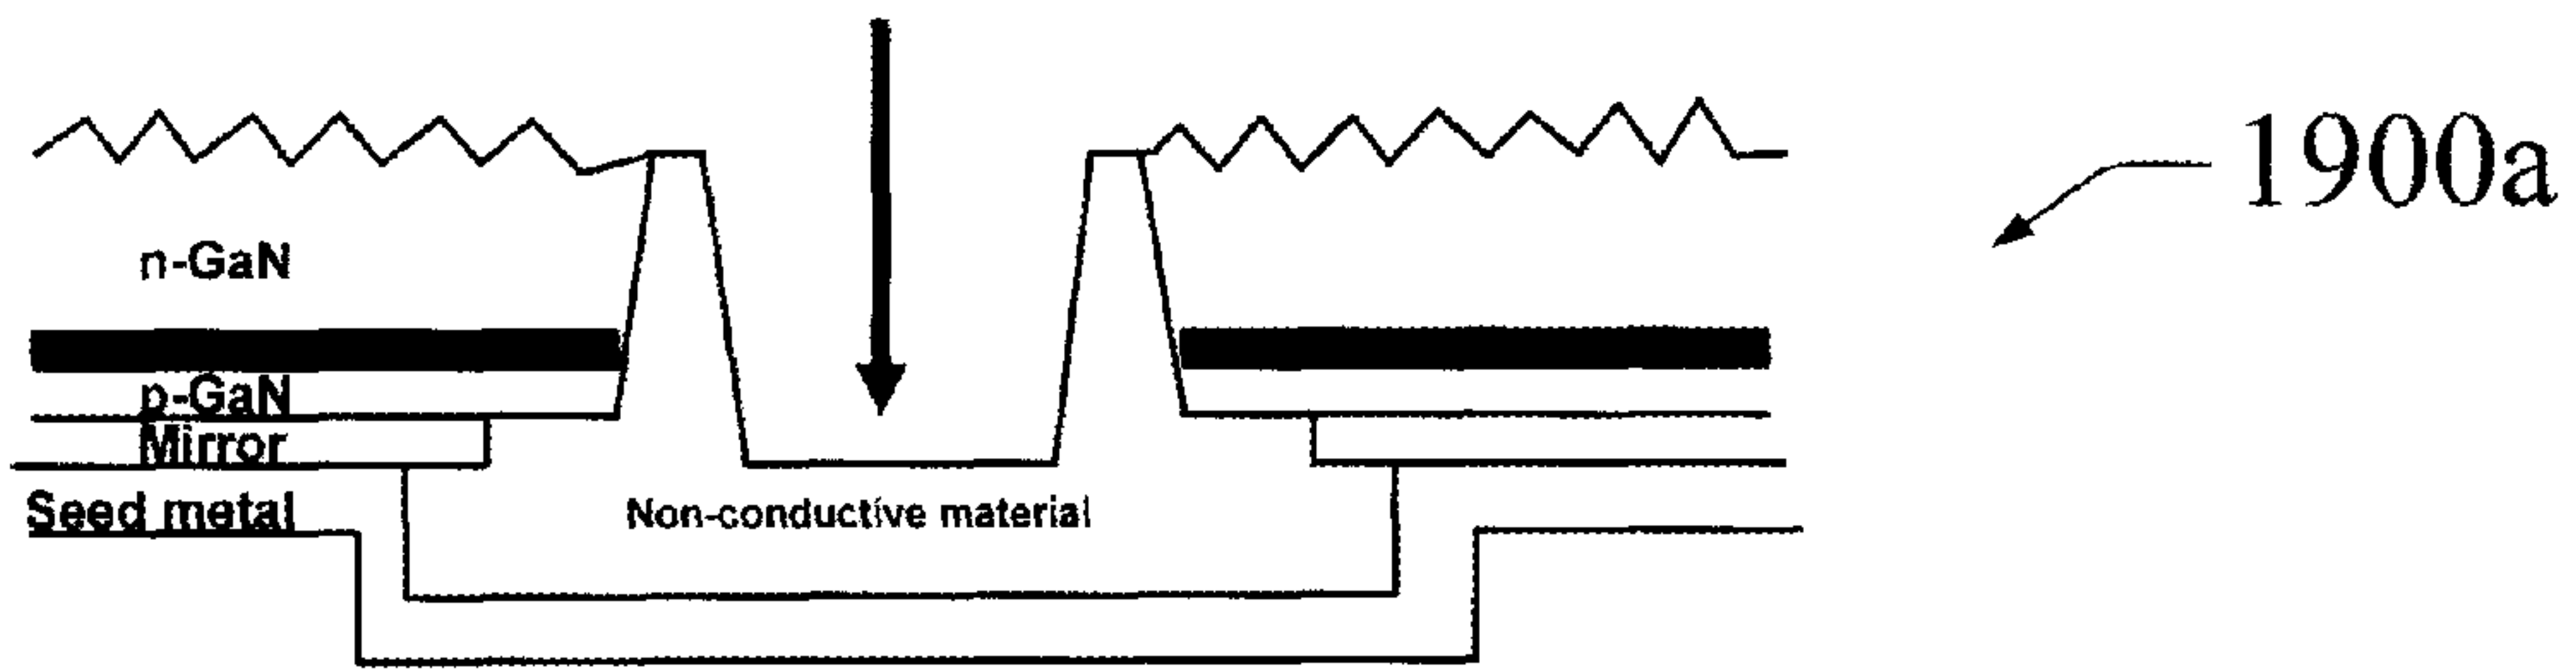 1900a
n-GaN
p-GaN
Mirror
Seed metal
Non-conductive material